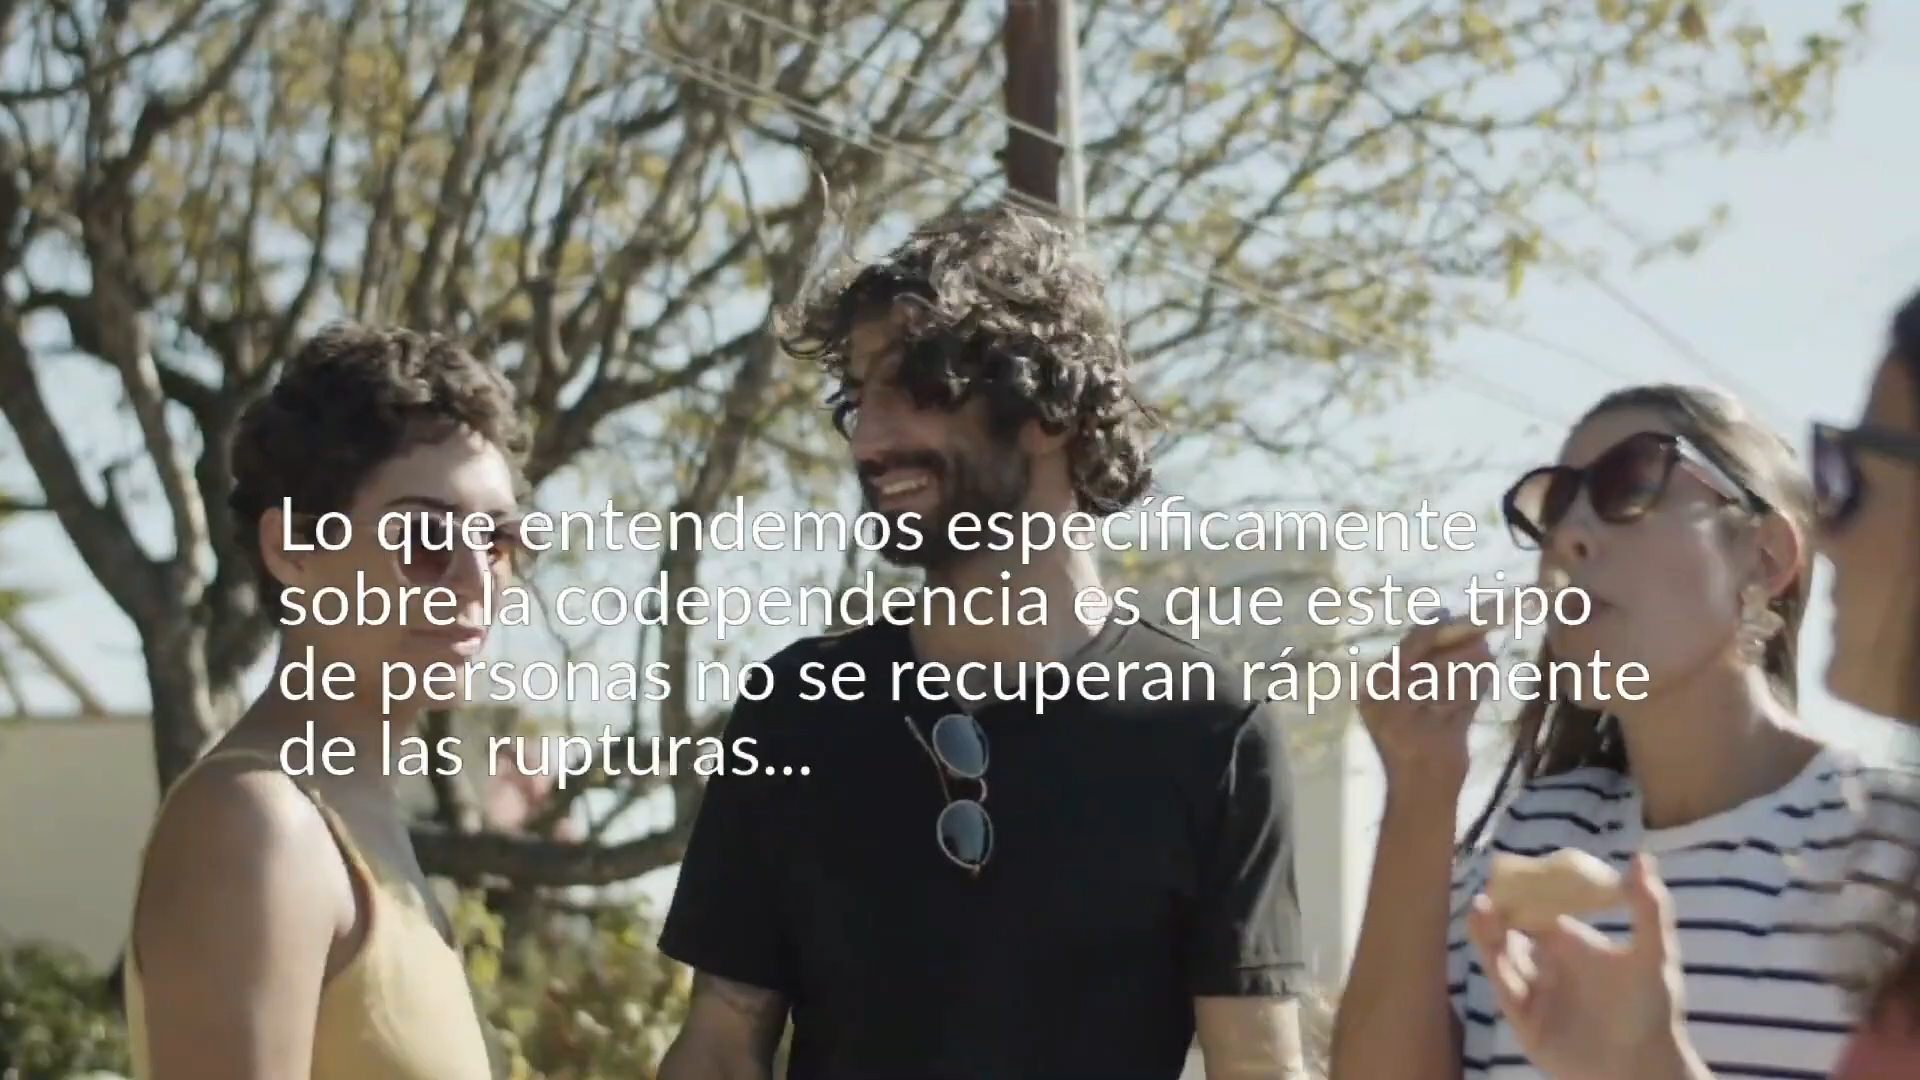 Lo que entendemos específicamente
sobre la codependencia es que este tipo
de personas no se recuperan rápidamente
de las rupturas...